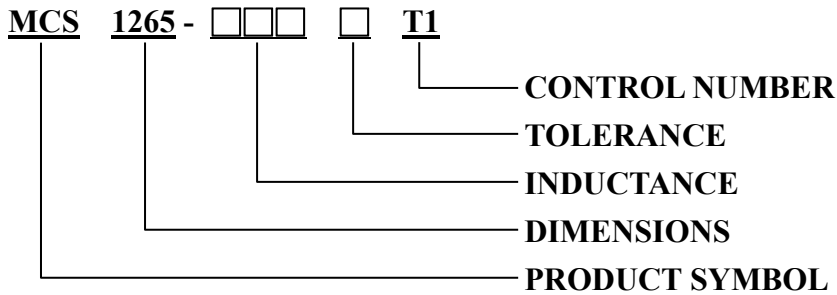 MCS 1265 - □□□ □ T1
CONTROL NUMBER
TOLERANCE
INDUCTANCE
DIMENSIONS
PRODUCT SYMBOL